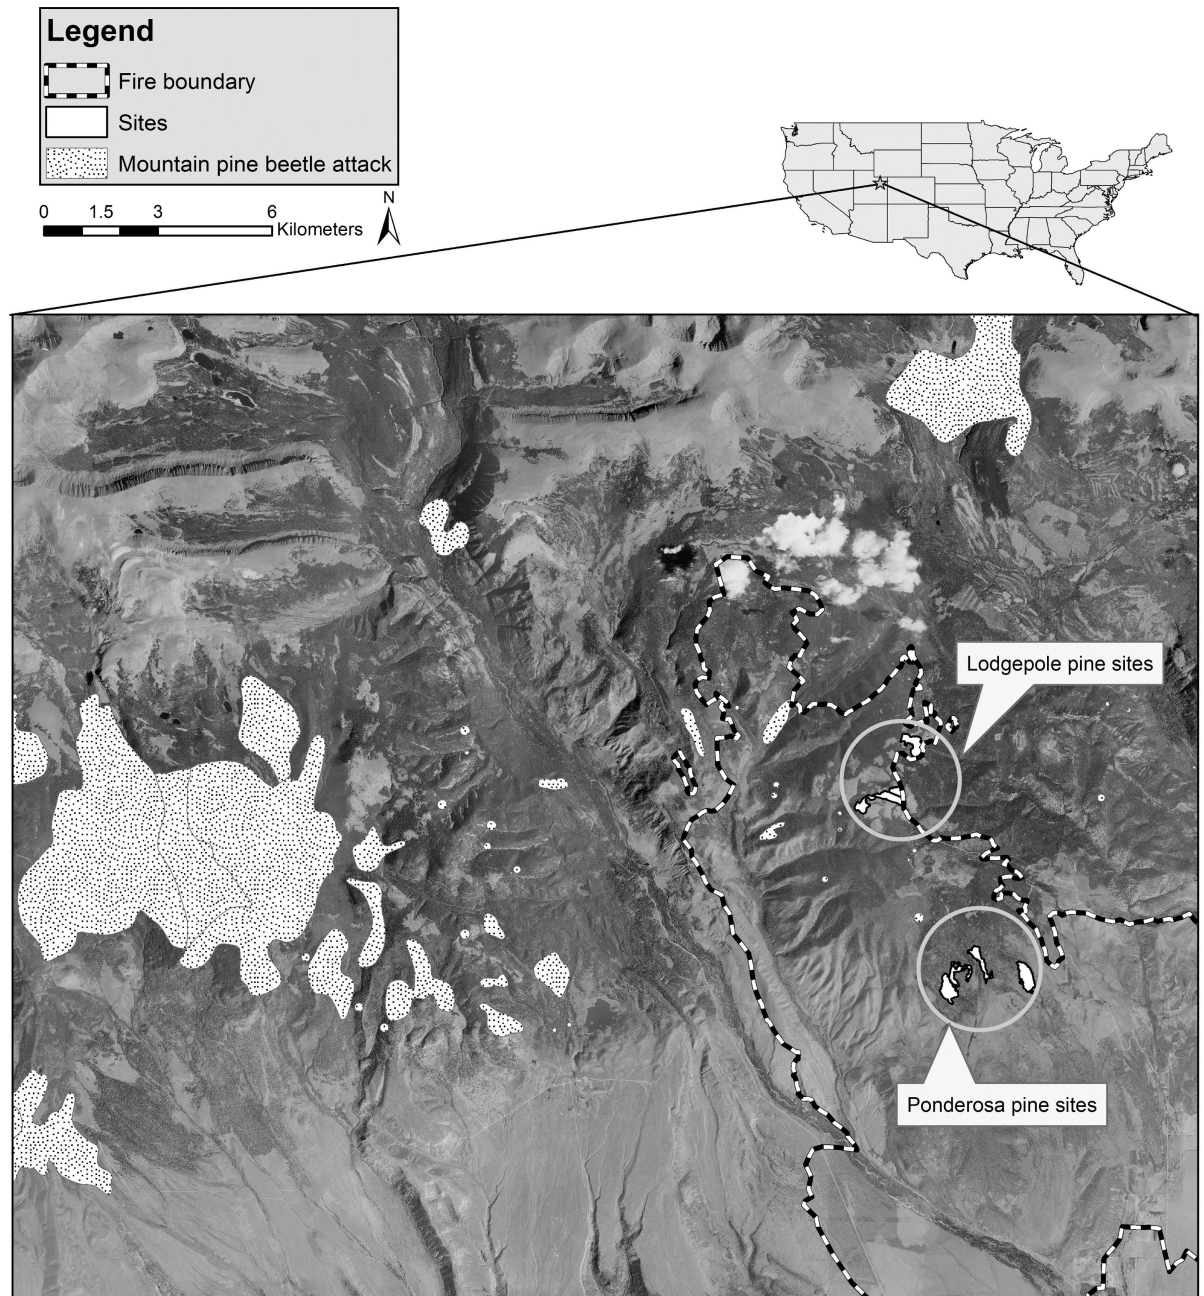 Legend
Fire boundary
Sites
Mountain pine beetle attack
0 1.5 3 6
Kilometers
N
Lodgepole pine sites
Ponderosa pine sites